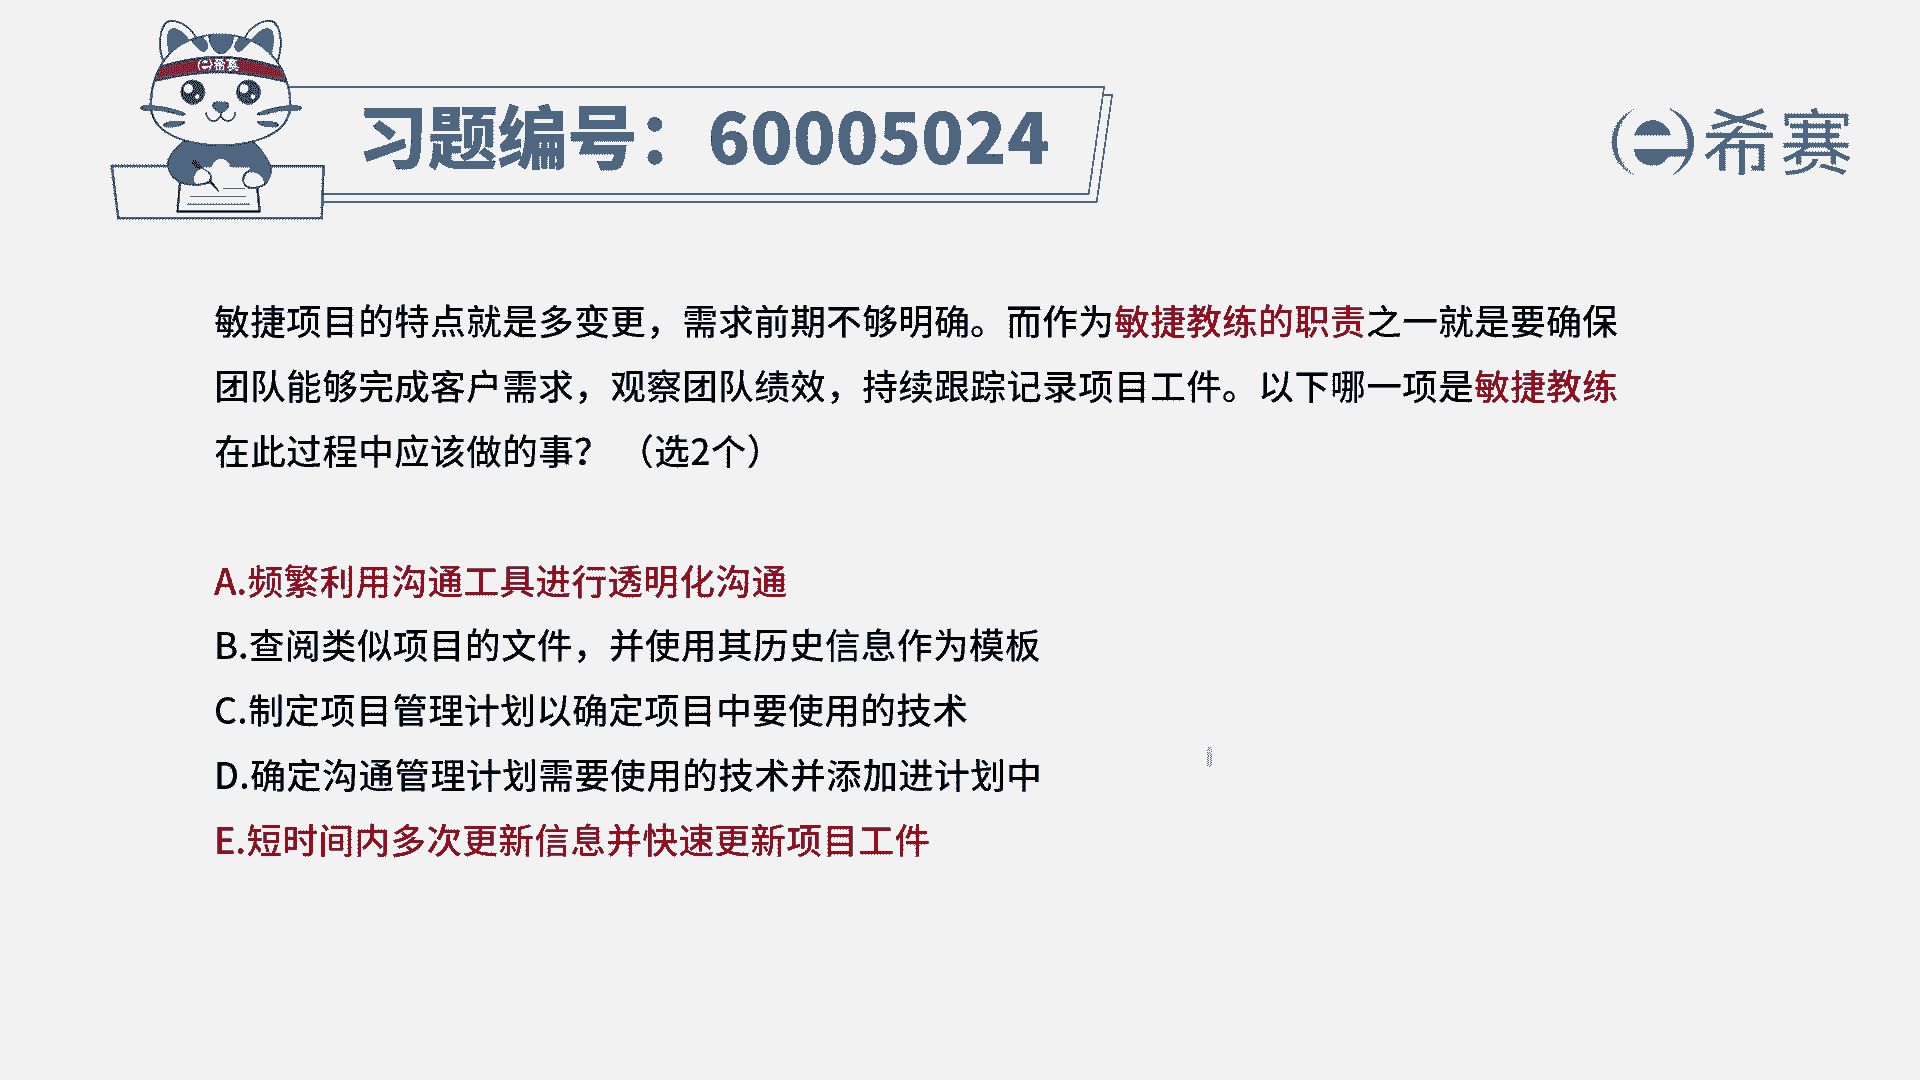 希赛
习题编号：60005024
希赛
敏捷项目的特点就是多变更，需求前期不够明确。而作为敏捷教练的职责之一就是要确保
团队能够完成客户需求，观察团队绩效，持续跟踪记录项目工件。以下哪一项是敏捷教练
在此过程中应该做的事？（选2个）
A.频繁利用沟通工具进行透明化沟通
B.查阅类似项目的文件，并使用其历史信息作为模板
C.制定项目管理计划以确定项目中要使用的技术
D.确定沟通管理计划需要使用的技术并添加进计划中
E.短时间内多次更新信息并快速更新项目工件